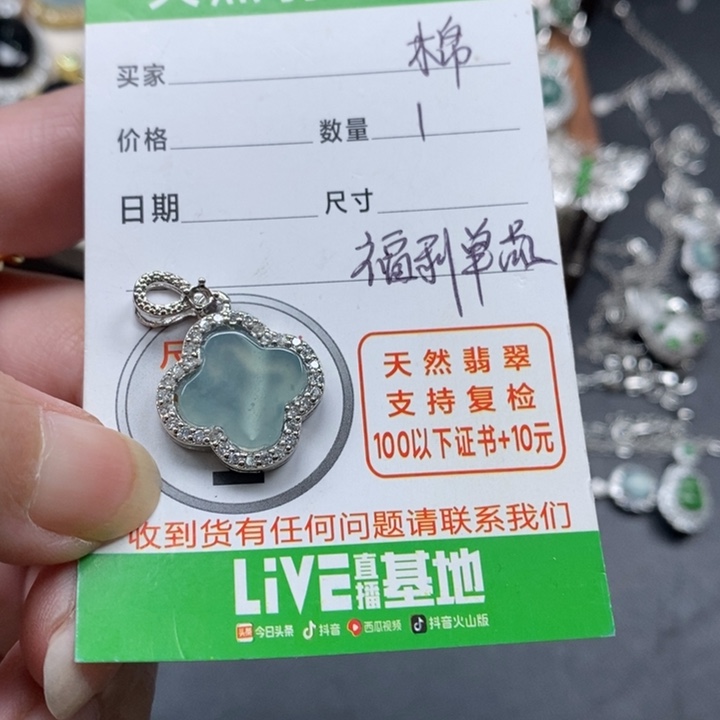 买家 木棉
价格 数量 1
日期 尺寸
福利单品
天然翡翠
支持复检
100以下证书+10元
收到货有任何问题请联系我们
LiVE直播基地
头条 今日头条 抖音 西瓜视频 抖音火山版